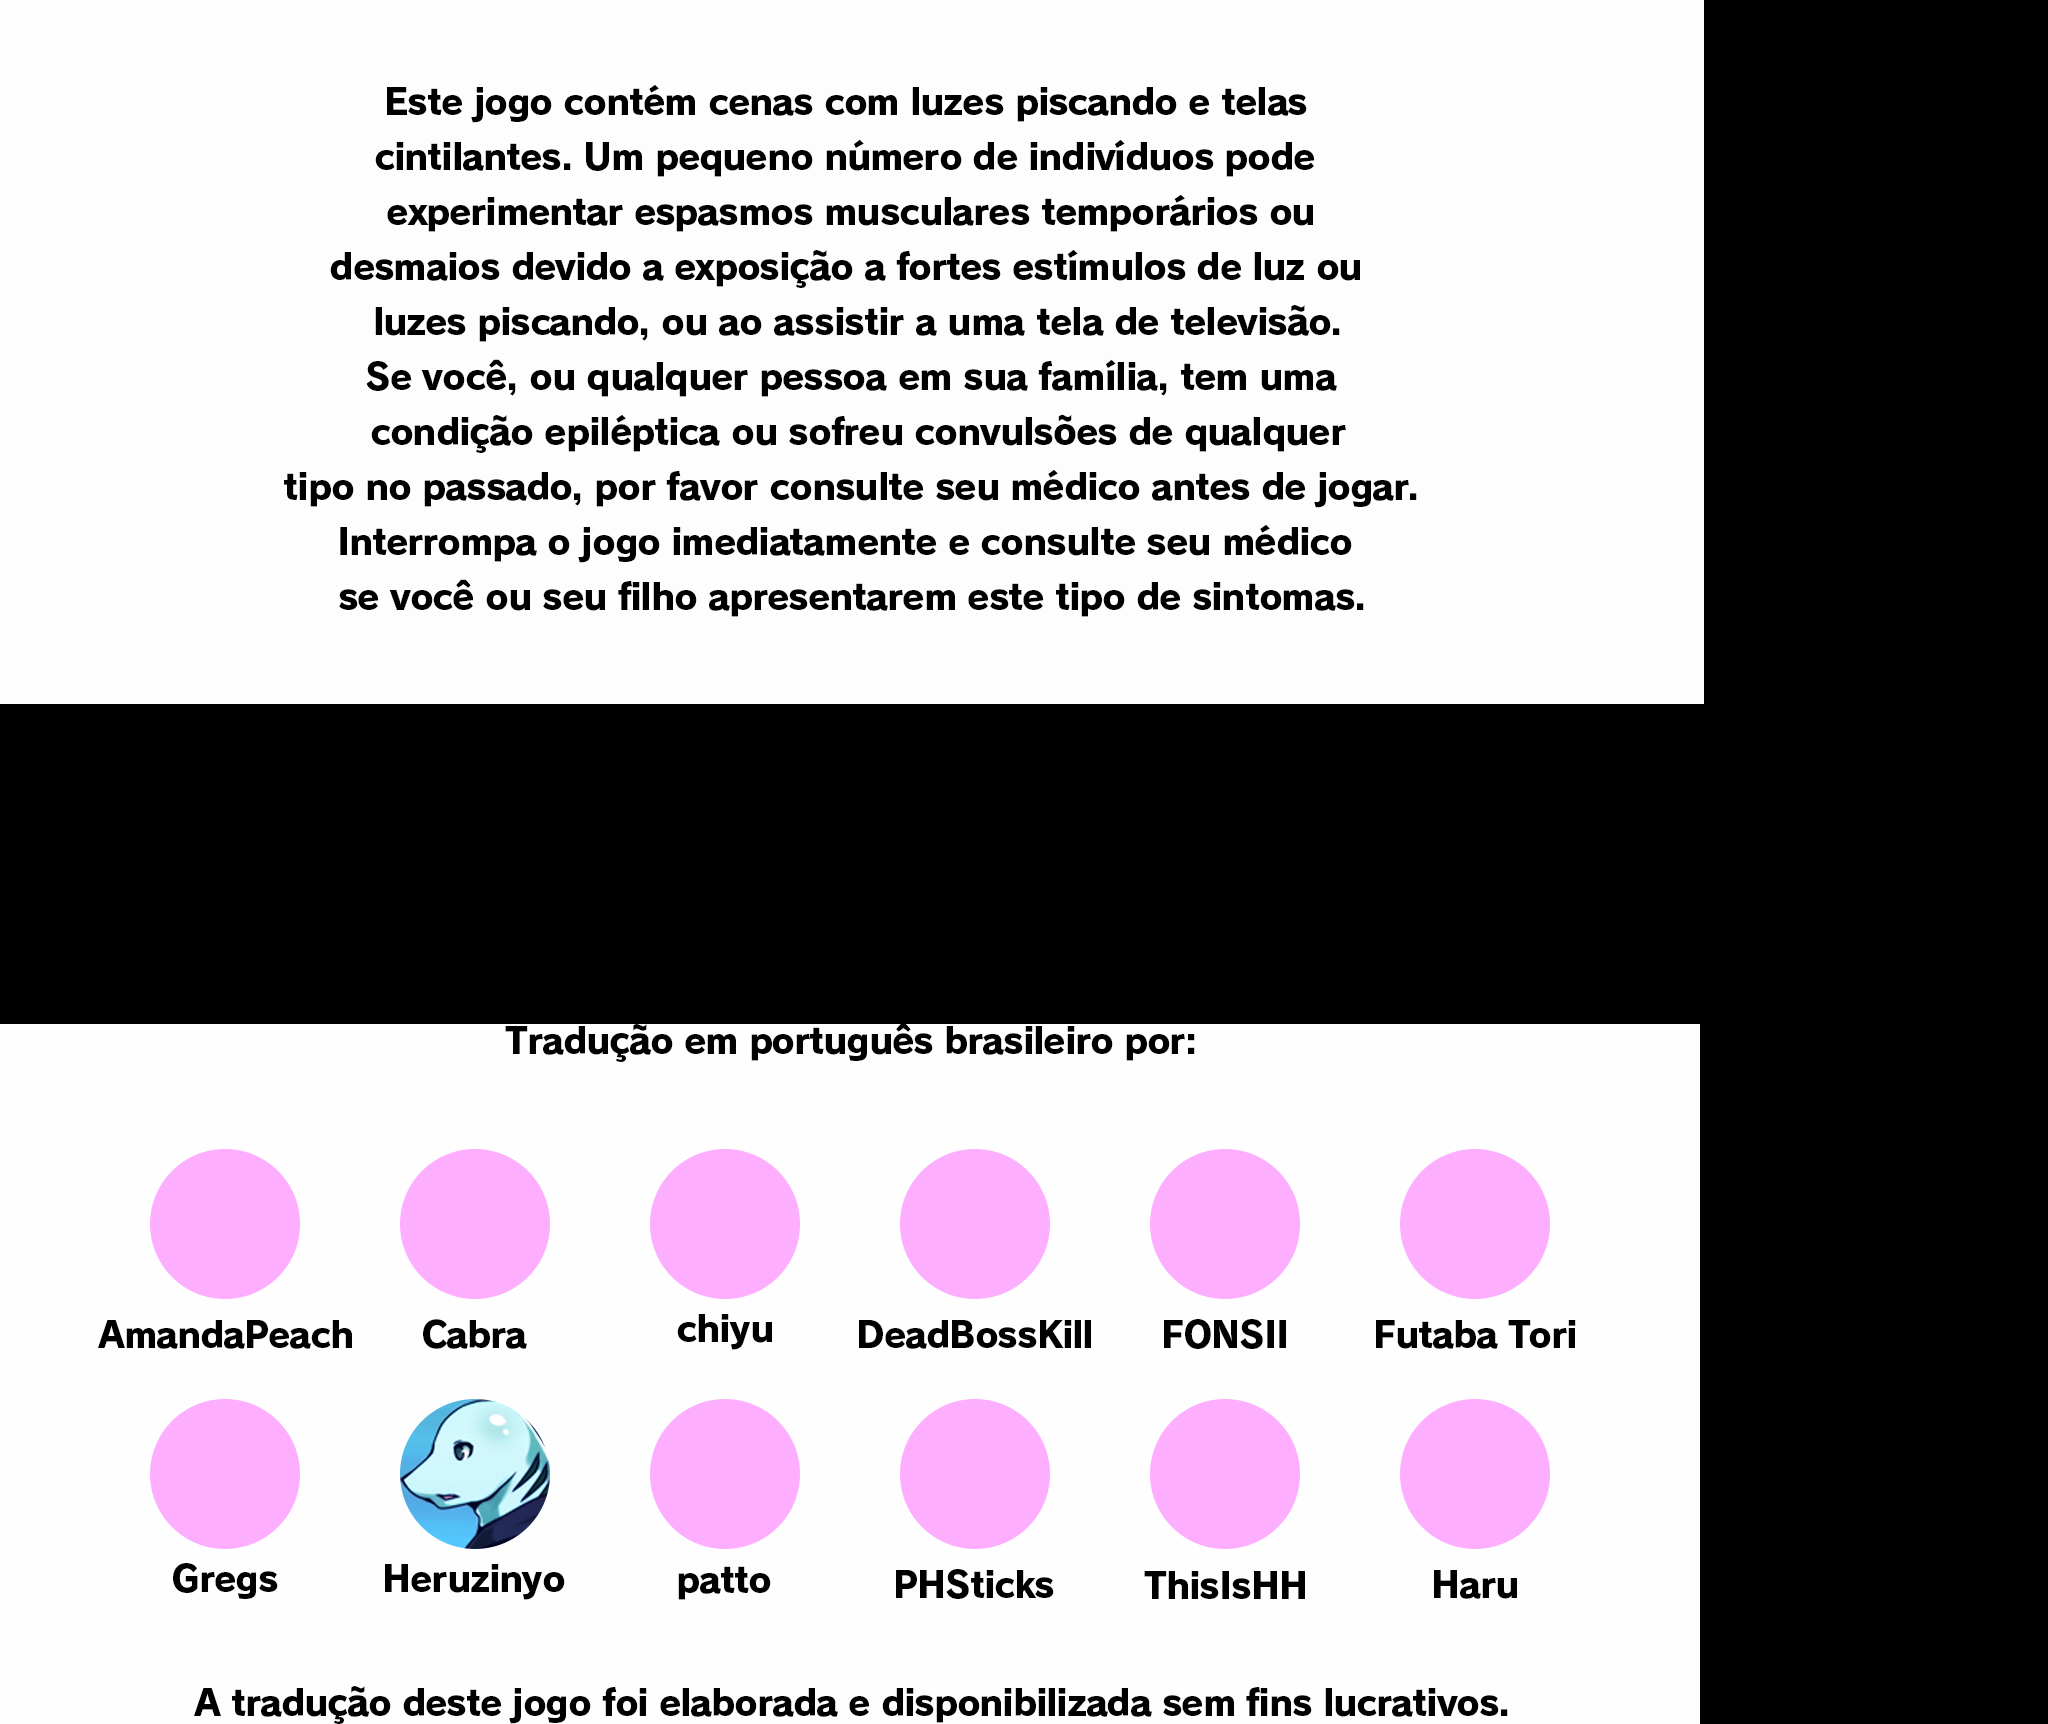 Este jogo contém cenas com luzes piscando e telas
cintilantes. Um pequeno número de indivíduos pode
experimentar espasmos musculares temporários ou
desmaios devido a exposição a fortes estímulos de luz ou
luzes piscando, ou ao assistir a uma tela de televisão.
Se você, ou qualquer pessoa em sua família, tem uma
condição epiléptica ou sofreu convulsões de qualquer
tipo no passado, por favor consulte seu médico antes de jogar.
Interrompa o jogo imediatamente e consulte seu médico
se você ou seu filho apresentarem este tipo de sintomas.
Tradução em português brasileiro por:
AmandaPeach Cabra chiyu DeadBossKill FONSII Futaba Tori
Gregs Heruzinyo patto PHSticks ThisIsHH Haru
A tradução deste jogo foi elaborada e disponibilizada sem fins lucrativos.